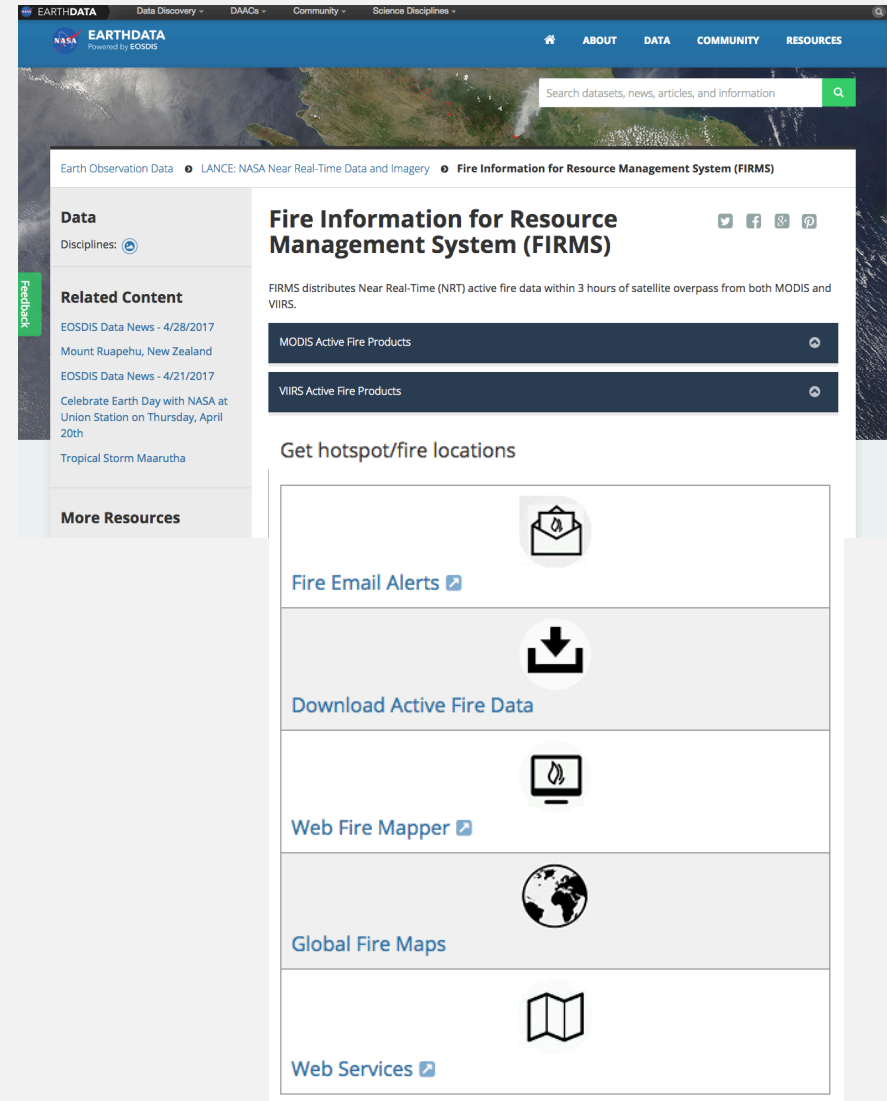 EARTHDATA Data Discovery DAACs Community Science Disciplines
NASA
EARTHDATA
Powered by EOSDIS
ABOUT DATA COMMUNITY RESOURCES
Search datasets, news, articles, and information
Earth Observation Data LANCE: NASA Near Real-Time Data and Imagery Fire Information for Resource Management System (FIRMS)
Data
Disciplines:
Feedback
Related Content
EOSDIS Data News - 4/28/2017
Mount Ruapehu, New Zealand
EOSDIS Data News - 4/21/2017
Celebrate Earth Day with NASA at
Union Station on Thursday, April
20th
Tropical Storm Maarutha
More Resources
Fire Information for Resource
Management System (FIRMS)
FIRMS distributes Near Real-Time (NRT) active fire data within 3 hours of satellite overpass from both MODIS and
VIIRS.
MODIS Active Fire Products
VIIRS Active Fire Products
Get hotspot/fire locations
Fire Email Alerts
Download Active Fire Data
Web Fire Mapper
Global Fire Maps
Web Services